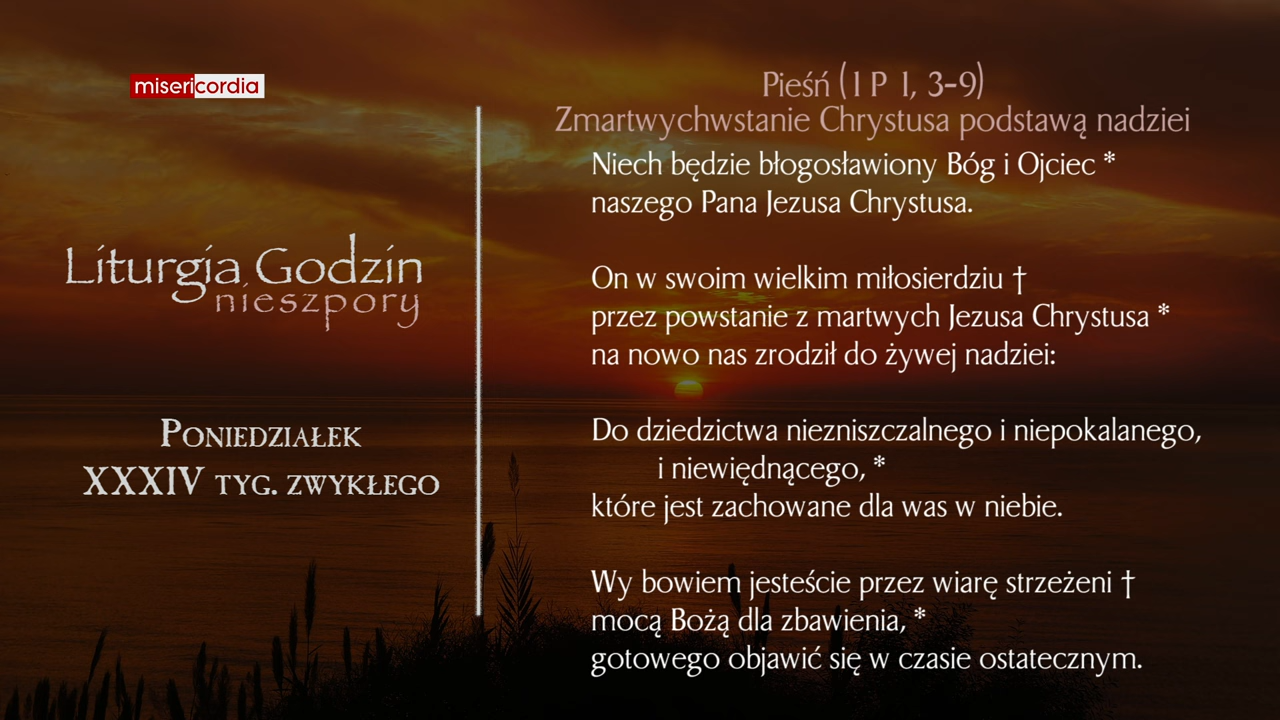 misericordia
Liturgia Godzin
nieszpory
Poniedziałek
XXXIV tyg. zwykłego
Pieśń (1 P 1, 3-9)
Zmartwychwstanie Chrystusa podstawą nadziei
Niech będzie błogosławiony Bóg i Ojciec *
naszego Pana Jezusa Chrystusa.
On w swoim wielkim miłosierdziu †
przez powstanie z martwych Jezusa Chrystusa *
na nowo nas zrodził do żywej nadziei:
Do dziedzictwa niezniszczalnego i niepokalanego,
i niewiędnącego, *
które jest zachowane dla was w niebie.
Wy bowiem jesteście przez wiarę strzeżeni †
mocą Bożą dla zbawienia, *
gotowego objawić się w czasie ostatecznym.